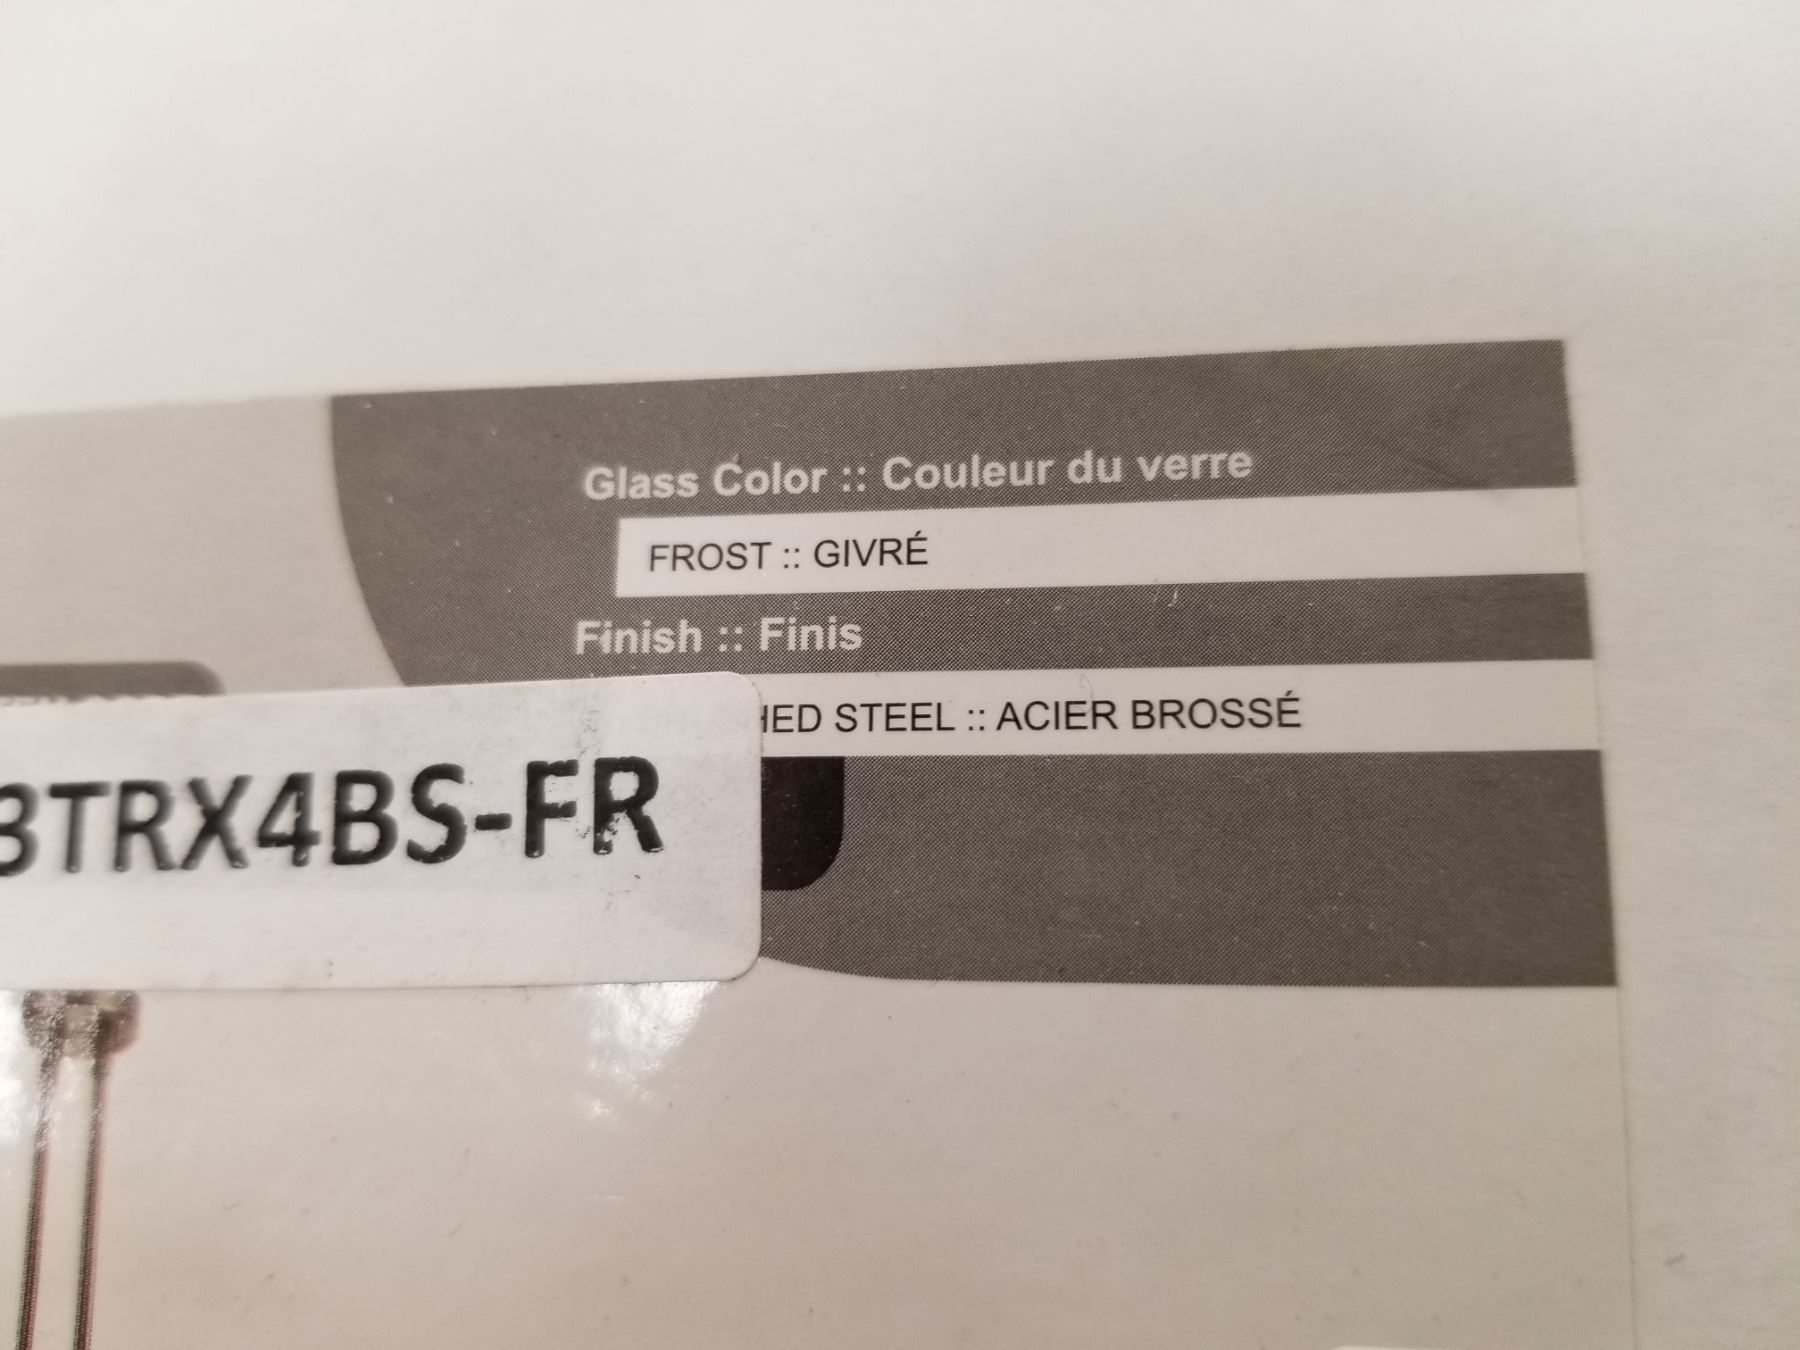 Glass Color :: Couleur du verre
FROST :: GIVRÉ
Finish :: Finis
HED STEEL :: ACIER BROSSÉ
3TRX4BS-FR